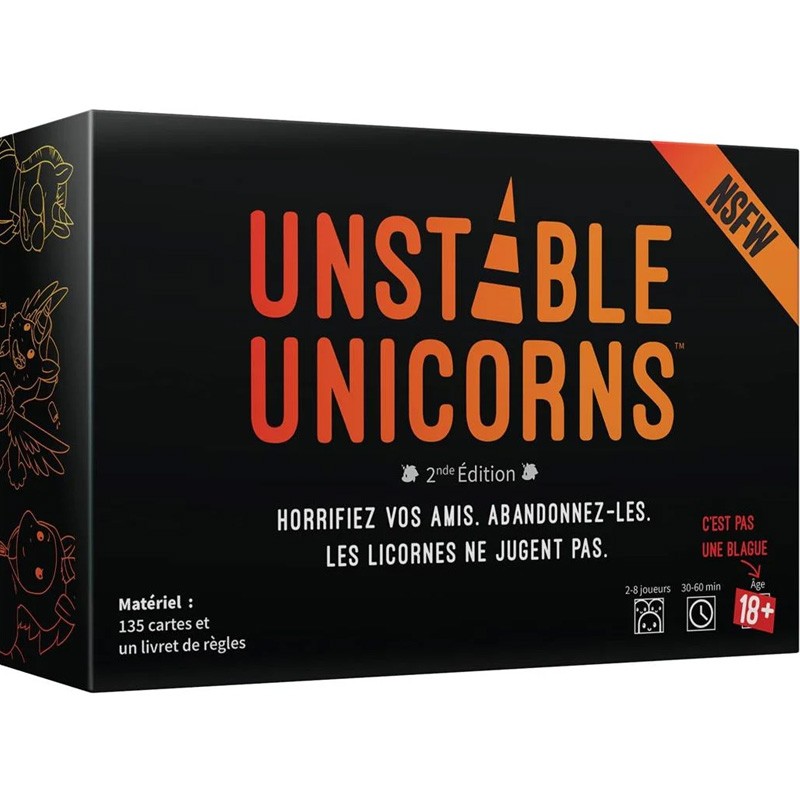 NSFW
UNSTABLE
UNICORNS™
2nde Édition
HORRIFIEZ VOS AMIS. ABANDONNEZ-LES.
LES LICORNES NE JUGENT PAS.
C'EST PAS
UNE BLAGUE
Matériel :
135 cartes et
un livret de règles
2-8 joueurs
30-60 min
Âge
18+